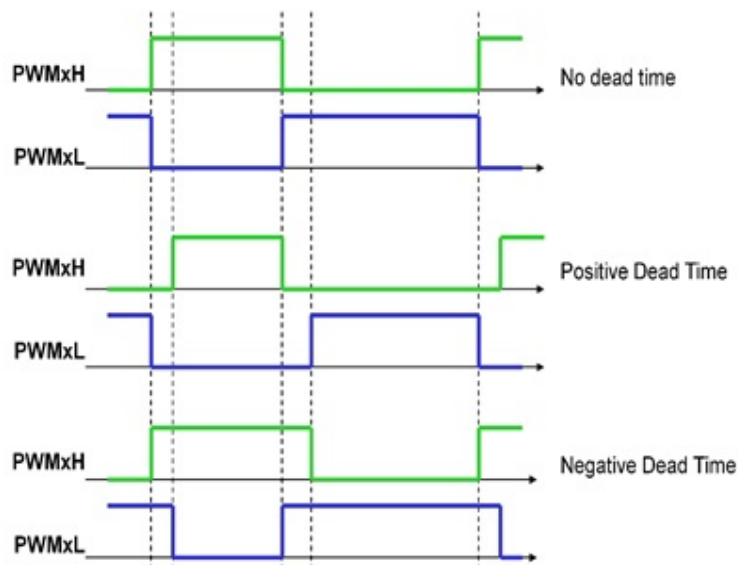 PWMxH
No dead time
PWMxL
PWMxH
Positive Dead Time
PWMxL
PWMxH
Negative Dead Time
PWMxL